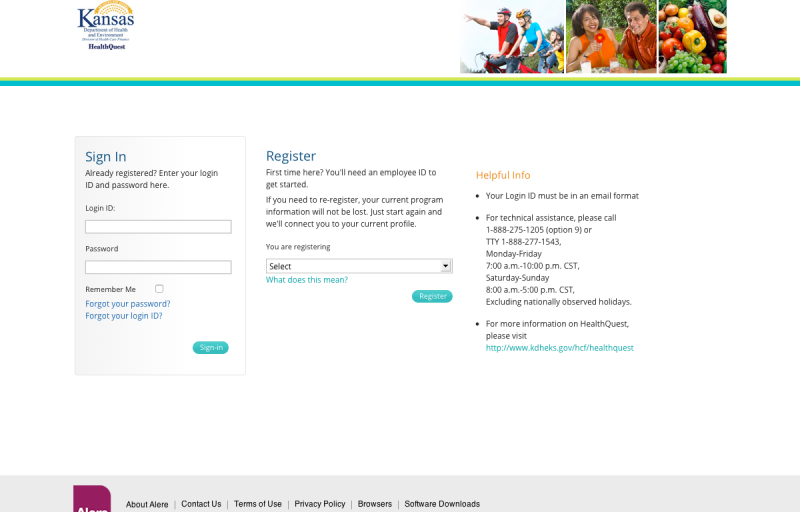 Kansas
Department of Health
and Environment
Division of Health Care Finance
HealthQuest
Sign In
Already registered? Enter your login
ID and password here.
Login ID:
Password
Remember Me
Forgot your password?
Forgot your login ID?
Sign-in
Register
First time here? You'll need an employee ID to
get started.
If you need to re-register, your current program
information will not be lost. Just start again and
we'll connect you to your current profile.
You are registering
Select
What does this mean?
Register
Helpful Info
Your Login ID must be in an email format
For technical assistance, please call
1-888-275-1205 (option 9) or
TTY 1-888-277-1543,
Monday-Friday
7:00 a.m.-10:00 p.m. CST,
Saturday-Sunday
8:00 a.m.-5:00 p.m. CST,
Excluding nationally observed holidays.
For more information on HealthQuest,
please visit
http://www.kdheks.gov/hcf/healthquest
Alere
About Alere | Contact Us | Terms of Use | Privacy Policy | Browsers | Software Downloads